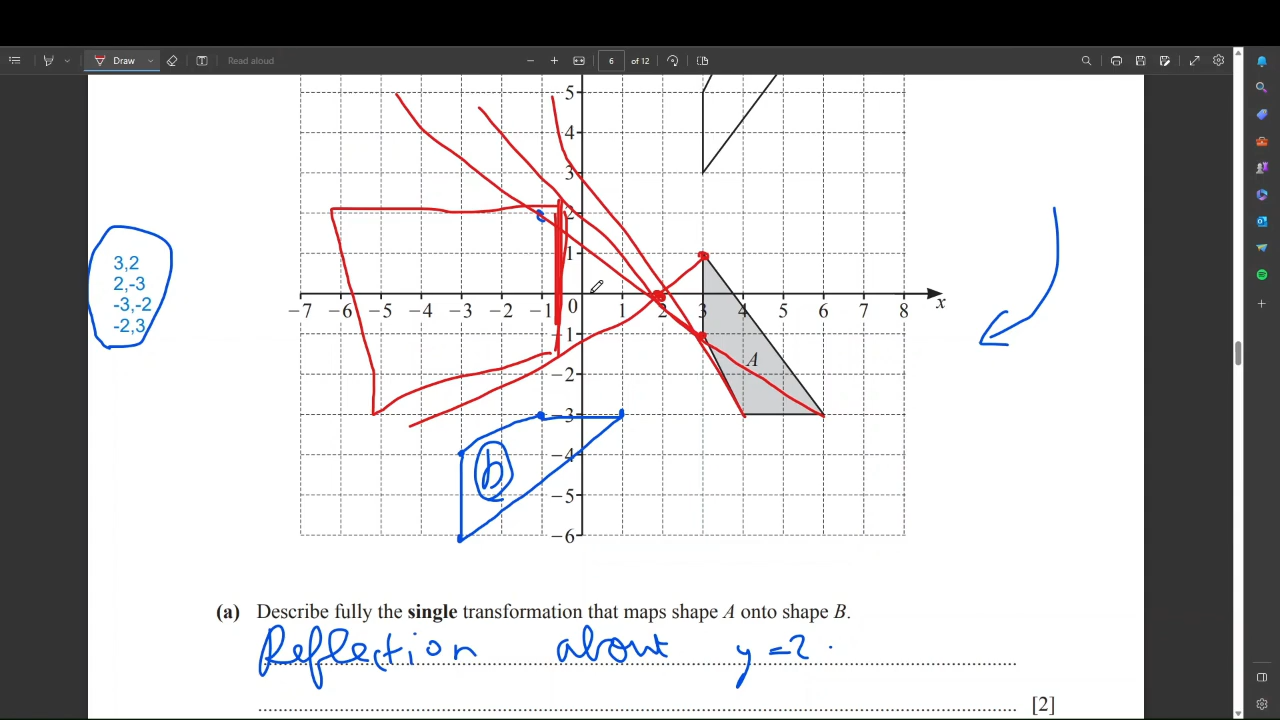 Draw
Read aloud
6 of 12
5
4
3
2
1
−7 −6 −5 −4 −3 −2 −1 0 1 2 3 4 5 6 7 8 x
−1
A
−2
−3
−4
b
−5
−6
3,2
2,-3
-3,-2
-2,3
(a) Describe fully the single transformation that maps shape A onto shape B.
Reflection about y=2.
[2]